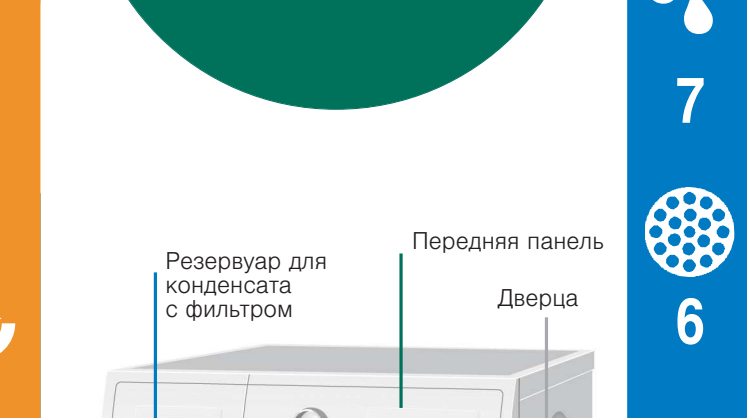 7
Передняя панель
Резервуар для
конденсата
с фильтром
Дверца
6